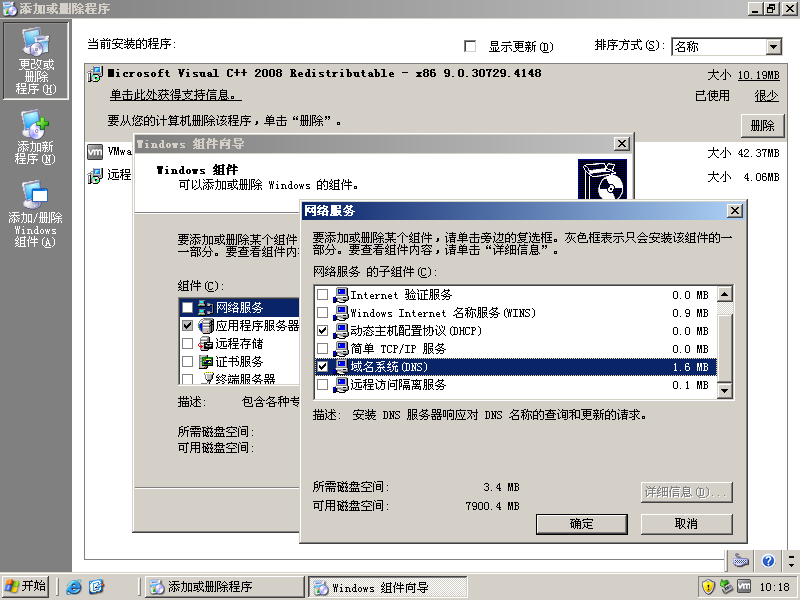 添加或删除程序
更改或
删除
程序(H)
添加新
程序(N)
添加/删除
Windows
组件(A)
当前安装的程序:
显示更新(D)
排序方式(S):
名称
Microsoft Visual C++ 2008 Redistributable - x86 9.0.30729.4148
大小 10.19MB
单击此处获得支持信息。
已使用 很少
要从您的计算机删除该程序，单击“删除”。
删除
VMwa
大小 42.37MB
远程
大小 4.06MB
Windows 组件向导
Windows 组件
可以添加或删除 Windows 的组件。
要添加或删除某个组件
一部分。要查看组件内
组件(C):
网络服务
应用程序服务器
远程存储
证书服务
终端服务器
描述: 包含各种专
所需磁盘空间:
可用磁盘空间:
网络服务
要添加或删除某个组件，请单击旁边的复选框。灰色框表示只会安装该组件的一
部分。要查看组件内容，请单击“详细信息”。
网络服务 的子组件(C):
Internet 验证服务 0.0 MB
Windows Internet 名称服务(WINS) 0.9 MB
动态主机配置协议(DHCP) 0.0 MB
简单 TCP/IP 服务 0.0 MB
域名系统(DNS) 1.6 MB
远程访问隔离服务 0.1 MB
描述: 安装 DNS 服务器响应对 DNS 名称的查询和更新的请求。
所需磁盘空间: 3.4 MB
可用磁盘空间: 7900.4 MB
详细信息(D)...
确定
取消
开始
添加或删除程序
Windows 组件向导
10:18